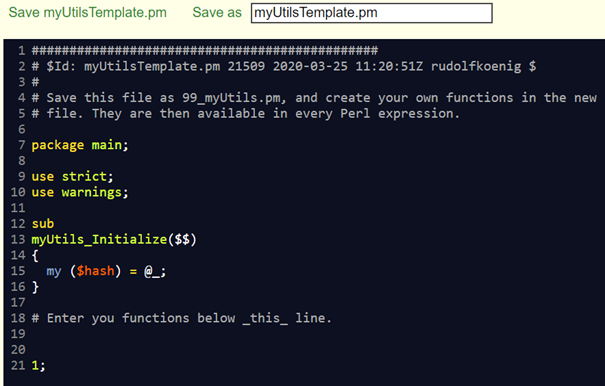 Save myUtilsTemplate.pm Save as myUtilsTemplate.pm
1 ##############################################
2 # $Id: myUtilsTemplate.pm 21509 2020-03-25 11:20:51Z rudolfkoenig $
3 #
4 # Save this file as 99_myUtils.pm, and create your own functions in the new
5 # file. They are then available in every Perl expression.
6
7 package main;
8
9 use strict;
10 use warnings;
11
12 sub
13 myUtils_Initialize($$)
14 {
15   my ($hash) = @_;
16 }
17
18 # Enter you functions below _this_ line.
19
20
21 1;